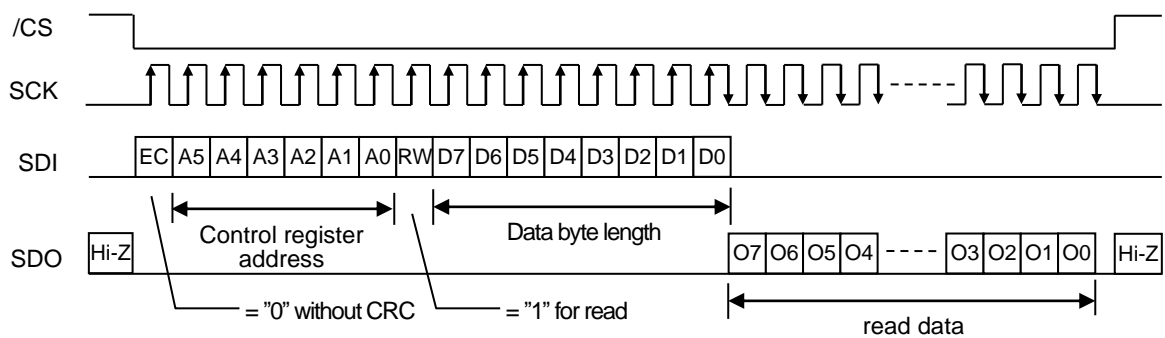 /CS
SCK
SDI
EC A5 A4 A3 A2 A1 A0 RW D7 D6 D5 D4 D3 D2 D1 D0
Control register
address
Data byte length
SDO
Hi-Z
O7 O6 O5 O4
O3 O2 O1 O0
Hi-Z
= ”0” without CRC
= ”1” for read
read data